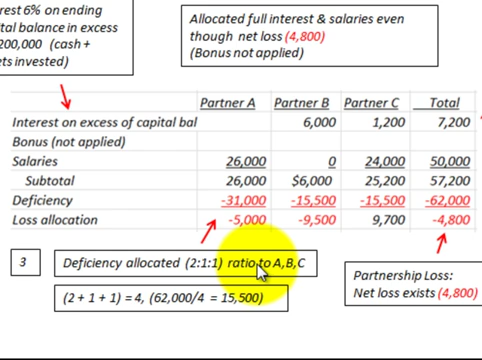 rest 6% on ending
ital balance in excess
200,000 (cash +
ets invested)
Allocated full interest & salaries even
though net loss (4,800)
(Bonus not applied)
Partner A Partner B Partner C Total
Interest on excess of capital bal 6,000 1,200 7,200
Bonus (not applied)
Salaries 26,000 0 24,000 50,000
Subtotal 26,000 $6,000 25,200 57,200
Deficiency -31,000 -15,500 -15,500 -62,000
Loss allocation -5,000 -9,500 9,700 -4,800
3 Deficiency allocated (2:1:1) ratio to A,B,C
(2 + 1 + 1) = 4, (62,000/4 = 15,500)
Partnership Loss:
Net loss exists (4,800)